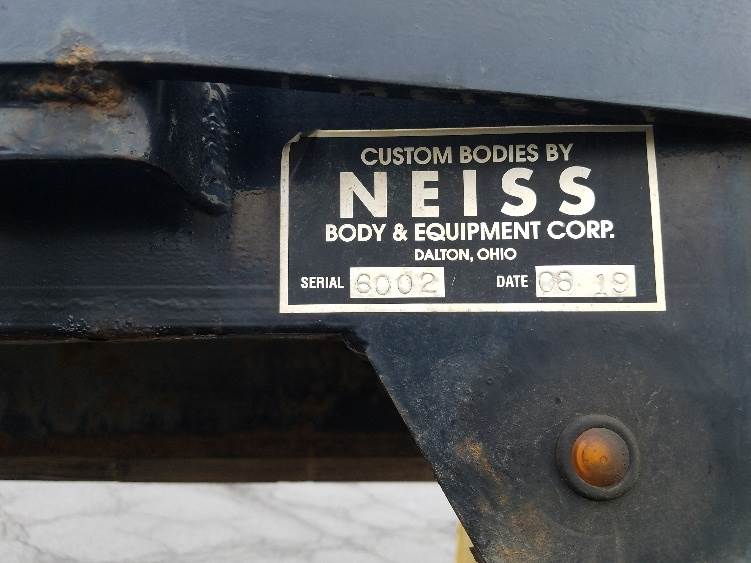 CUSTOM BODIES BY
NEISS
BODY & EQUIPMENT CORP.
DALTON, OHIO
SERIAL 6002 DATE 06 19